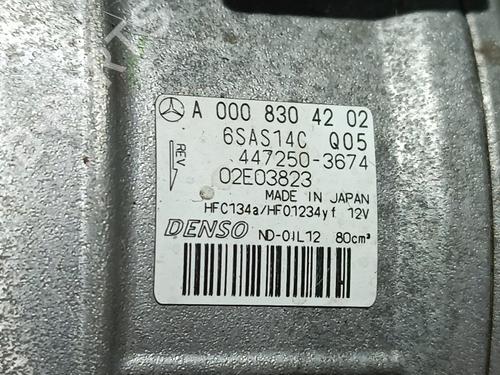 A 000 830 42 02
6SAS14C Q05
447250-3674
REV
02E03823
MADE IN JAPAN
HFC134a/HFO1234yf 12V
DENSO ND-OIL12 80cm³